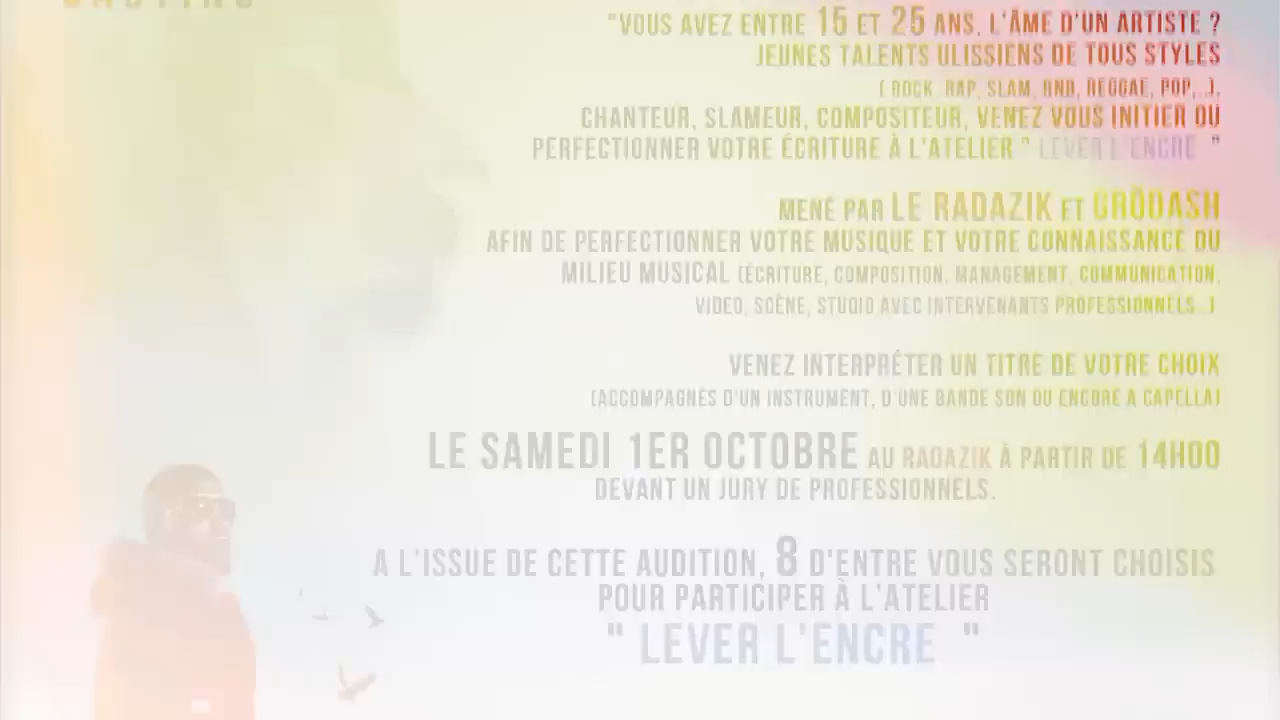 "VOUS AVEZ ENTRE 15 ET 25 ANS, L'ÂME D'UN ARTISTE ?
JEUNES TALENTS ULISSIENS DE TOUS STYLES
( ROCK, RAP, SLAM, RNB, REGGAE, POP,..),
CHANTEUR, SLAMEUR, COMPOSITEUR, VENEZ VOUS INITIER OU
PERFECTIONNER VOTRE ÉCRITURE À L'ATELIER " LEVER L'ENCRE "
MENÉ PAR LE RADAZIK ET GRÖDASH
AFIN DE PERFECTIONNER VOTRE MUSIQUE ET VOTRE CONNAISSANCE DU
MILIEU MUSICAL (ÉCRITURE, COMPOSITION, MANAGEMENT, COMMUNICATION,
VIDEO, SCÈNE, STUDIO AVEC INTERVENANTS PROFESSIONNELS...)
VENEZ INTERPRÉTER UN TITRE DE VOTRE CHOIX
(ACCOMPAGNÉS D'UN INSTRUMENT, D'UNE BANDE SON OU ENCORE A CAPELLA)
LE SAMEDI 1ER OCTOBRE AU RADAZIK À PARTIR DE 14H00
DEVANT UN JURY DE PROFESSIONNELS.
A L'ISSUE DE CETTE AUDITION, 8 D'ENTRE VOUS SERONT CHOISIS
POUR PARTICIPER À L'ATELIER
" LEVER L'ENCRE "